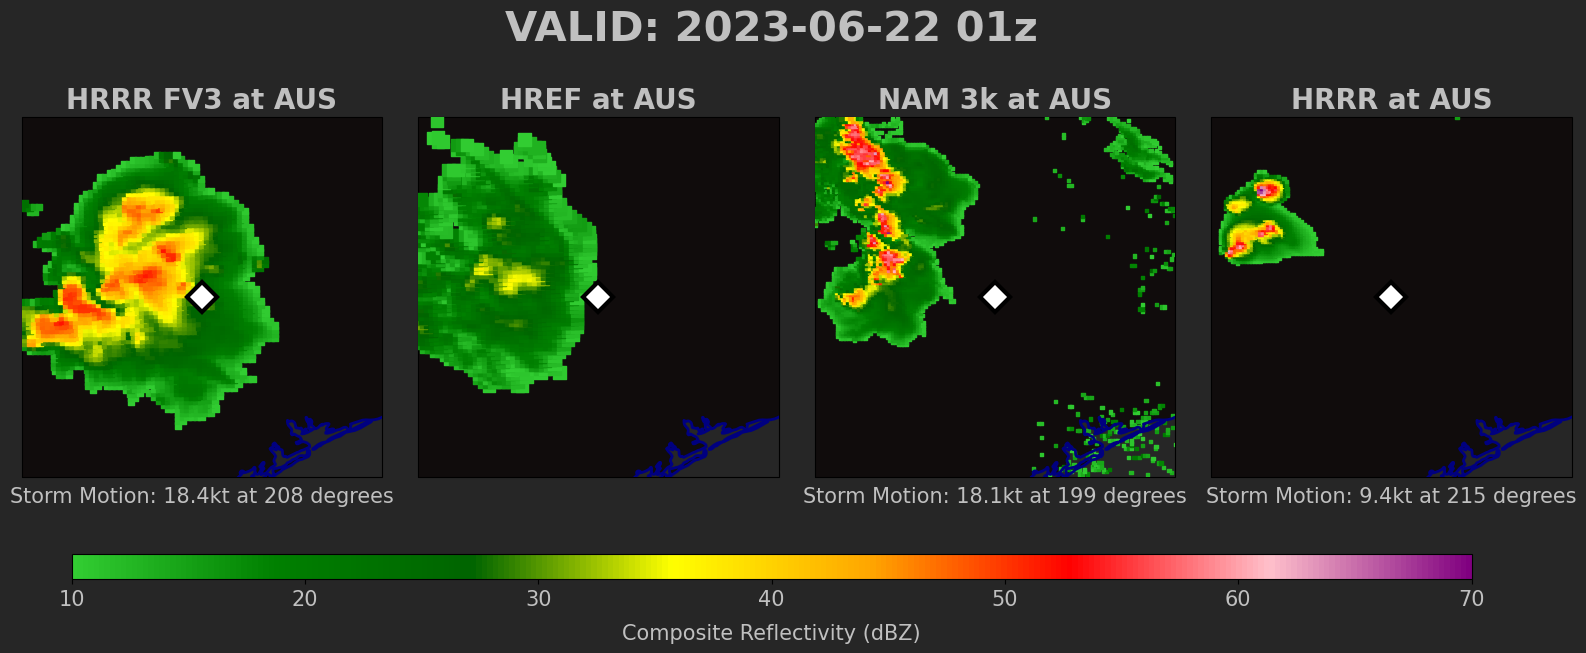 VALID: 2023-06-22 01z
HRRR FV3 at AUS HREF at AUS NAM 3k at AUS HRRR at AUS
Storm Motion: 18.4kt at 208 degrees Storm Motion: 18.1kt at 199 degrees Storm Motion: 9.4kt at 215 degrees
10 20 30 40 50 60 70
Composite Reflectivity (dBZ)